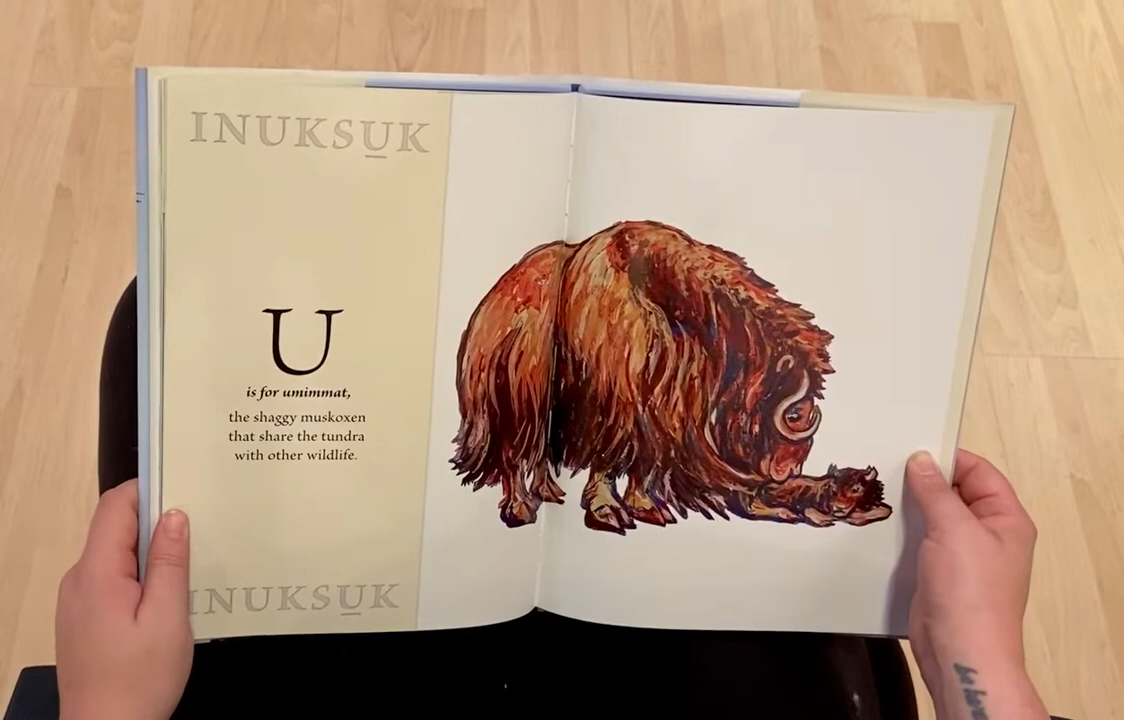 INUKSUK
U
is for umimmat,
the shaggy muskoxen
that share the tundra
with other wildlife.
INUKSUK